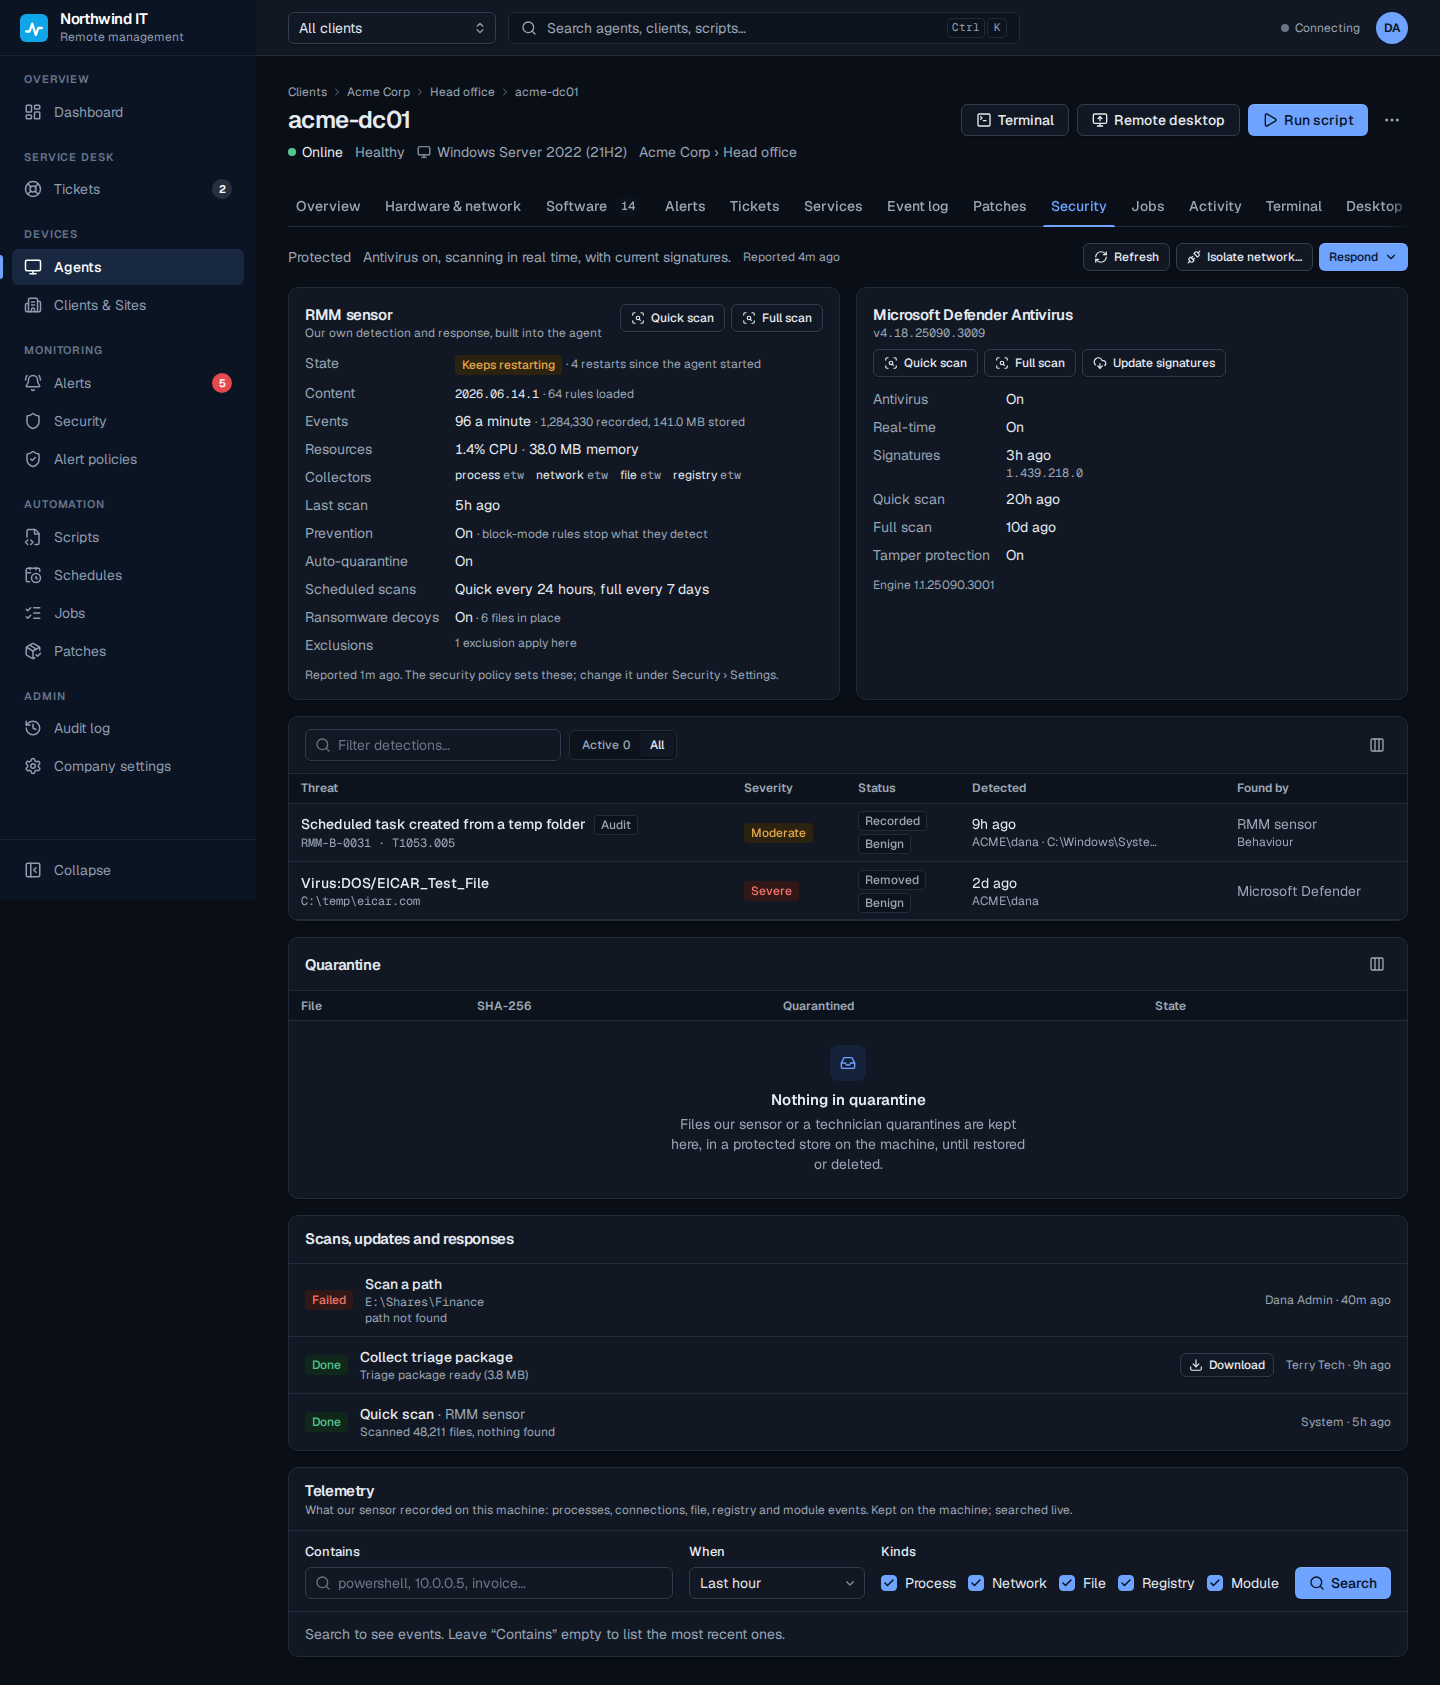 Northwind IT
Remote management
All clients
Search agents, clients, scripts...
Ctrl K
Connecting
DA
OVERVIEW
Dashboard
SERVICE DESK
Tickets 2
DEVICES
Agents
Clients & Sites
MONITORING
Alerts 5
Security
Alert policies
AUTOMATION
Scripts
Schedules
Jobs
Patches
ADMIN
Audit log
Company settings
Collapse
Clients › Acme Corp › Head office › acme-dc01
acme-dc01
Terminal
Remote desktop
Run script
Online Healthy Windows Server 2022 (21H2) Acme Corp › Head office
Overview Hardware & network Software 14 Alerts Tickets Services Event log Patches Security Jobs Activity Terminal Desktop
Protected Antivirus on, scanning in real time, with current signatures. Reported 4m ago
Refresh
Isolate network...
Respond
RMM sensor
Our own detection and response, built into the agent
Quick scan
Full scan
State Keeps restarting · 4 restarts since the agent started
Content 2026.06.14.1 · 64 rules loaded
Events 96 a minute · 1,284,330 recorded, 141.0 MB stored
Resources 1.4% CPU · 38.0 MB memory
Collectors process etw network etw file etw registry etw
Last scan 5h ago
Prevention On · block-mode rules stop what they detect
Auto-quarantine On
Scheduled scans Quick every 24 hours, full every 7 days
Ransomware decoys On · 6 files in place
Exclusions 1 exclusion apply here
Reported 1m ago. The security policy sets these; change it under Security › Settings.
Microsoft Defender Antivirus
v4.18.25090.3009
Quick scan
Full scan
Update signatures
Antivirus On
Real-time On
Signatures 3h ago
1.439.218.0
Quick scan 20h ago
Full scan 10d ago
Tamper protection On
Engine 1.1.25090.3001
Filter detections...
Active 0 All
Threat Severity Status Detected Found by
Scheduled task created from a temp folder Audit
RMM-B-0031 · T1053.005
Moderate
Recorded
Benign
9h ago
ACME\dana · C:\Windows\Syste...
RMM sensor
Behaviour
Virus:DOS/EICAR_Test_File
C:\temp\eicar.com
Severe
Removed
Benign
2d ago
ACME\dana
Microsoft Defender
Quarantine
File SHA-256 Quarantined State
Nothing in quarantine
Files our sensor or a technician quarantines are kept
here, in a protected store on the machine, until restored
or deleted.
Scans, updates and responses
Failed
Scan a path
E:\Shares\Finance
path not found
Dana Admin · 40m ago
Done
Collect triage package
Triage package ready (3.8 MB)
Download
Terry Tech · 9h ago
Done
Quick scan · RMM sensor
Scanned 48,211 files, nothing found
System · 5h ago
Telemetry
What our sensor recorded on this machine: processes, connections, file, registry and module events. Kept on the machine; searched live.
Contains
powershell, 10.0.0.5, invoice...
When
Last hour
Kinds
Process Network File Registry Module
Search
Search to see events. Leave “Contains” empty to list the most recent ones.